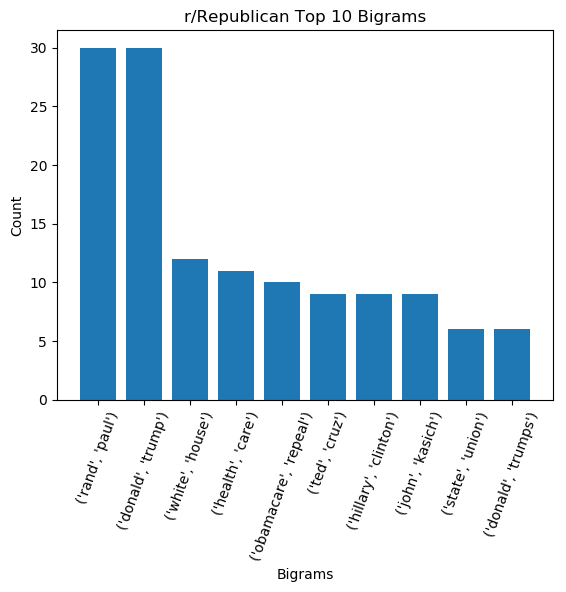 r/Republican Top 10 Bigrams
30
25
20
15
10
5
0
Count
('rand', 'paul')
('donald', 'trump')
('white', 'house')
('health', 'care')
('obamacare', 'repeal')
('ted', 'cruz')
('hillary', 'clinton')
('john', 'kasich')
('state', 'union')
('donald', 'trumps')
Bigrams